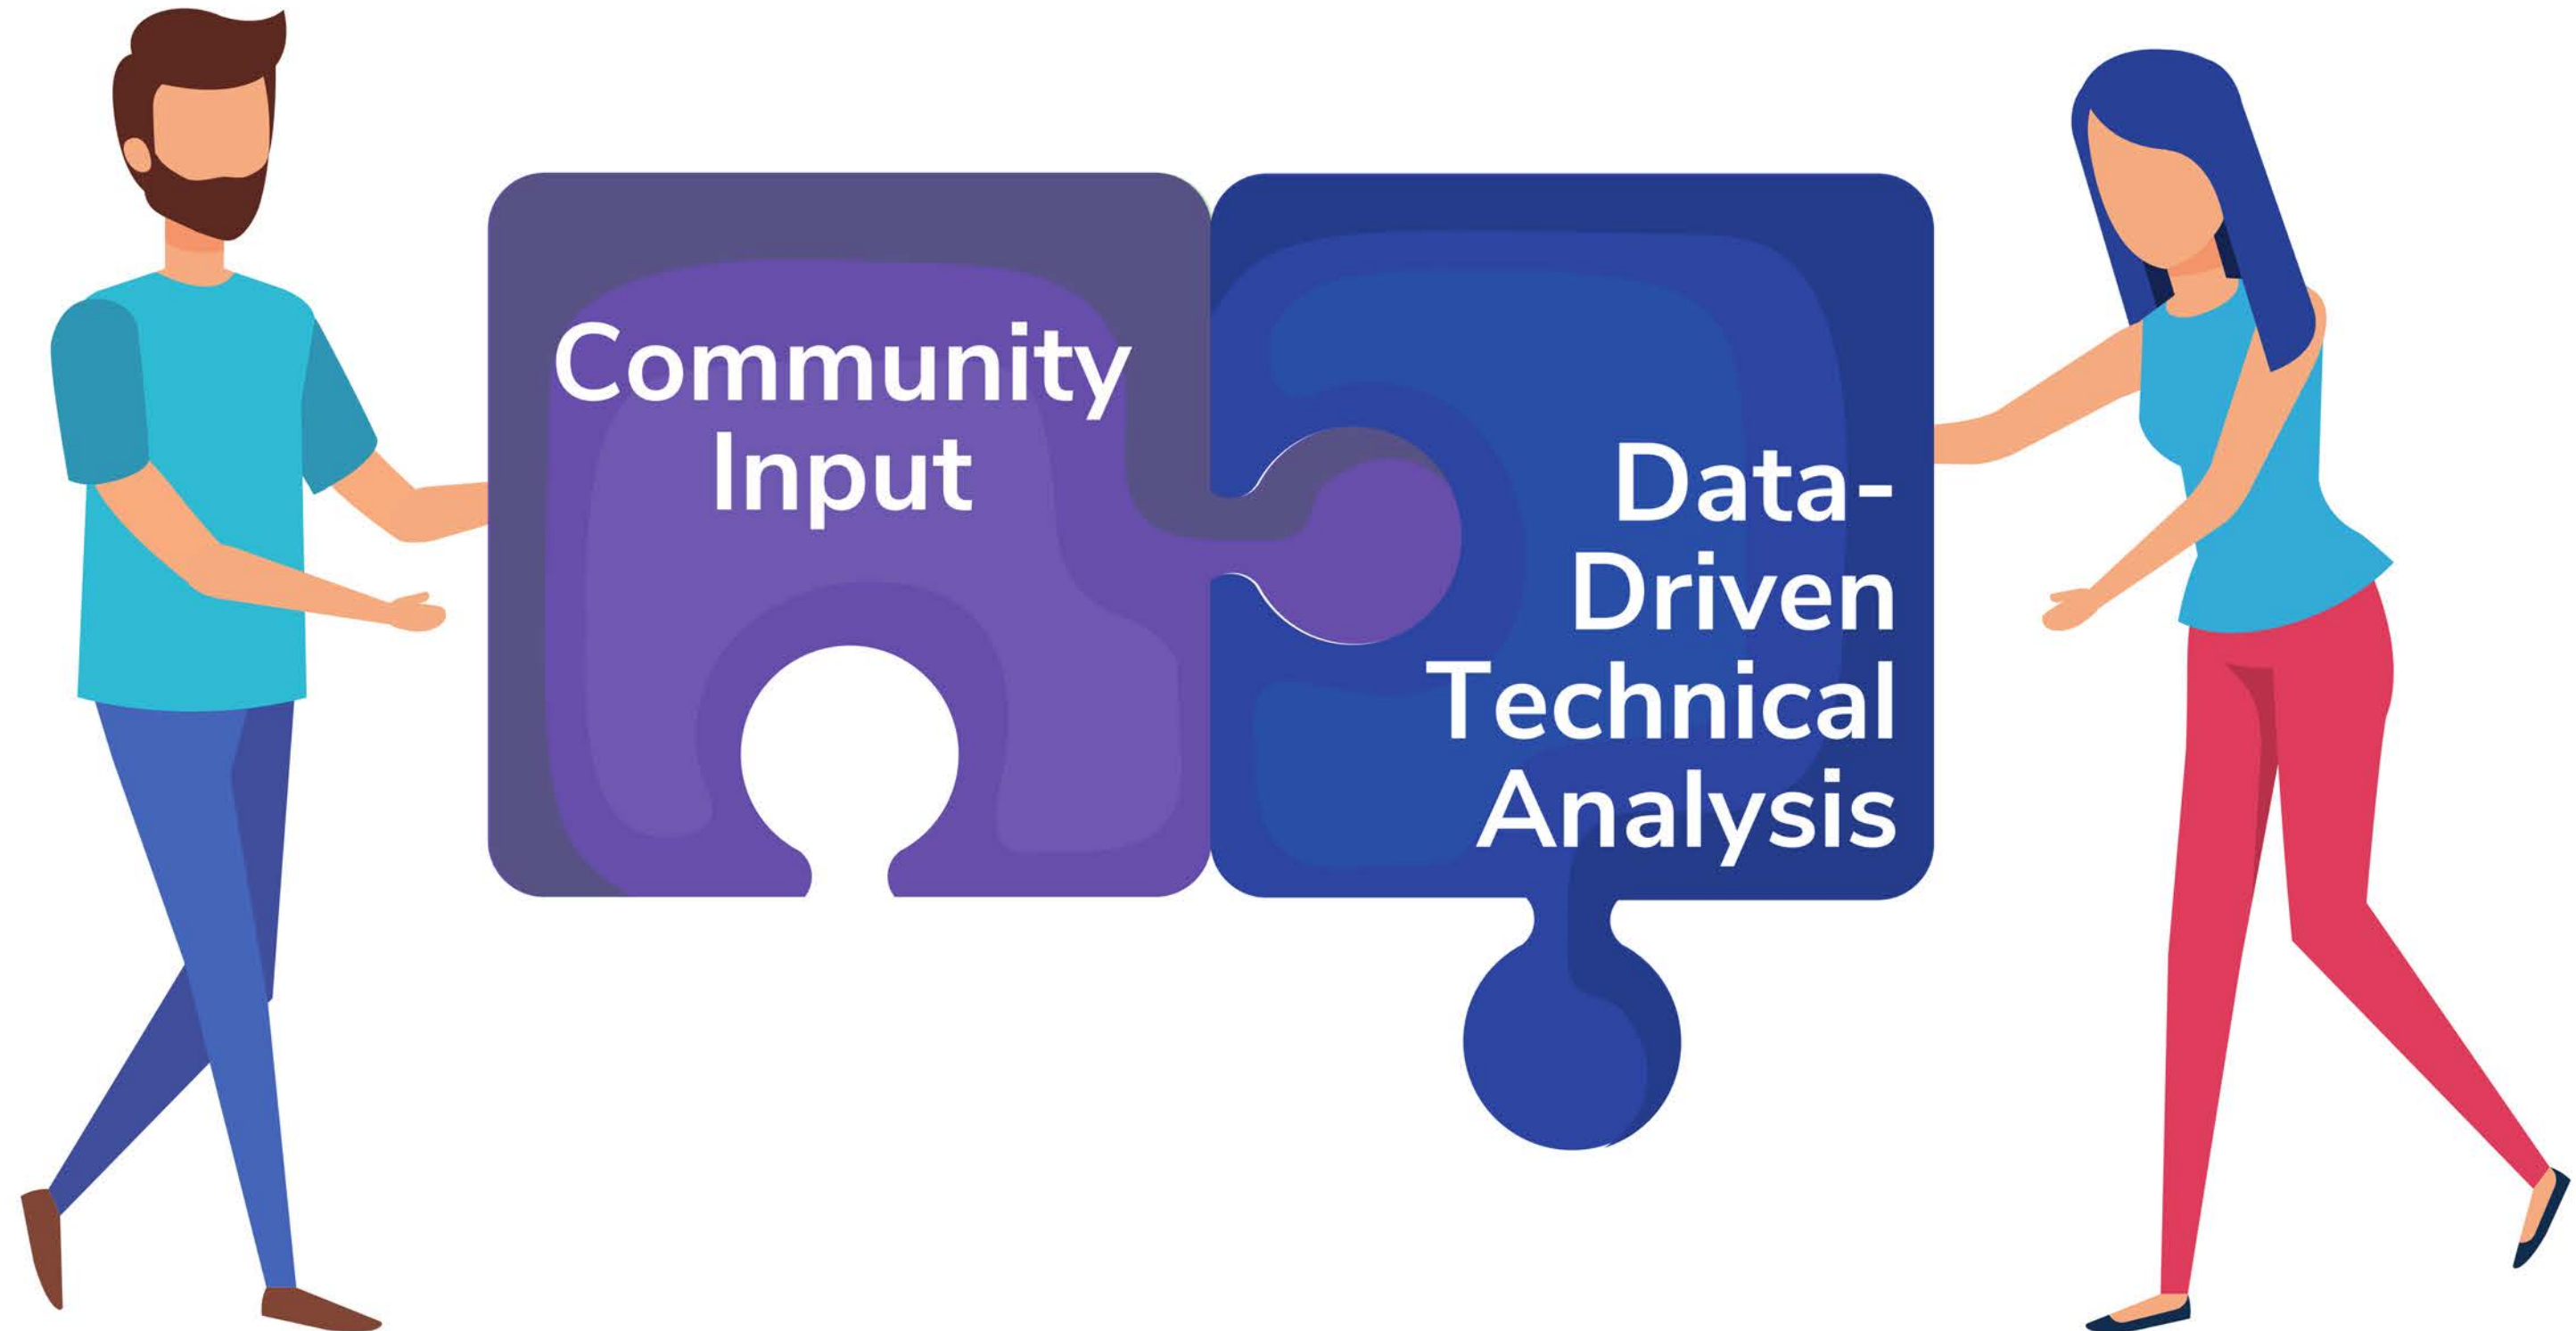 Community
Input
Data-
Driven
Technical
Analysis